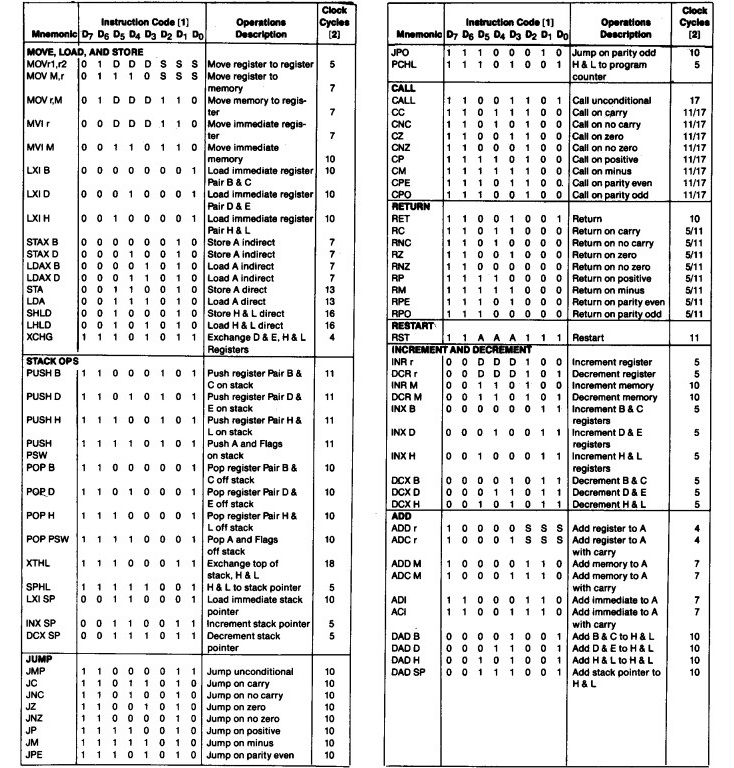 Mnemonic Instruction Code [1] D7 D6 D5 D4 D3 D2 D1 D0 Operations Description Clock Cycles [2]
MOVE, LOAD, AND STORE
MOVr1,r2 0 1 D D D S S S Move register to register 5
MOV M,r 0 1 1 1 0 S S S Move register to
memory 7
MOV r,M 0 1 D D D 1 1 0 Move memory to regis-
ter 7
MVI r 0 0 D D D 1 1 0 Move immediate regis-
ter 7
MVI M 0 0 1 1 0 1 1 0 Move immediate
memory 10
LXI B 0 0 0 0 0 0 0 1 Load immediate register 10
Pair B & C
LXI D 0 0 0 1 0 0 0 1 Load immediate register 10
Pair D & E
LXI H 0 0 1 0 0 0 0 1 Load immediate register 10
Pair H & L
STAX B 0 0 0 0 0 0 1 0 Store A indirect 7
STAX D 0 0 0 1 0 0 1 0 Store A indirect 7
LDAX B 0 0 0 0 1 0 1 0 Load A indirect 7
LDAX D 0 0 0 1 1 0 1 0 Load A indirect 7
STA 0 0 1 1 0 0 1 0 Store A direct 13
LDA 0 0 1 1 1 0 1 0 Load A direct 13
SHLD 0 0 1 0 0 0 1 0 Store H & L direct 16
LHLD 0 0 1 0 1 0 1 0 Load H & L direct 16
XCHG 1 1 1 0 1 0 1 1 Exchange D & E, H & L 4
Registers
STACK OPS
PUSH B 1 1 0 0 0 1 0 1 Push register Pair B & 11
C on stack
PUSH D 1 1 0 1 0 1 0 1 Push register Pair D & 11
E on stack
PUSH H 1 1 1 0 0 1 0 1 Push register Pair H & 11
L on stack
PUSH 1 1 1 1 0 1 0 1 Push A and Flags 11
PSW on stack
POP B 1 1 0 0 0 0 0 1 Pop register Pair B & 10
C off stack
POP D 1 1 0 1 0 0 0 1 Pop register Pair D & 10
E off stack
POP H 1 1 1 0 0 0 0 1 Pop register Pair H & 10
L off stack
POP PSW 1 1 1 1 0 0 0 1 Pop A and Flags 10
off stack
XTHL 1 1 1 0 0 0 1 1 Exchange top of 18
stack, H & L
SPHL 1 1 1 1 1 0 0 1 H & L to stack pointer 5
LXI SP 0 0 1 1 0 0 0 1 Load immediate stack 10
pointer
INX SP 0 0 1 1 0 0 1 1 Increment stack pointer 5
DCX SP 0 0 1 1 1 0 1 1 Decrement stack 5
pointer
JUMP
JMP 1 1 0 0 0 0 1 1 Jump unconditional 10
JC 1 1 0 1 1 0 1 0 Jump on carry 10
JNC 1 1 0 1 0 0 1 0 Jump on no carry 10
JZ 1 1 0 0 1 0 1 0 Jump on zero 10
JNZ 1 1 0 0 0 0 1 0 Jump on no zero 10
JP 1 1 1 1 0 0 1 0 Jump on positive 10
JM 1 1 1 1 1 0 1 0 Jump on minus 10
JPE 1 1 1 0 1 0 1 0 Jump on parity even 10
Mnemonic Instruction Code [1] D7 D6 D5 D4 D3 D2 D1 D0 Operations Description Clock Cycles [2]
JPO 1 1 1 0 0 0 1 0 Jump on parity odd 10
PCHL 1 1 1 0 1 0 0 1 H & L to program 5
counter
CALL
CALL 1 1 0 0 1 1 0 1 Call unconditional 17
CC 1 1 0 1 1 1 0 0 Call on carry 11/17
CNC 1 1 0 1 0 1 0 0 Call on no carry 11/17
CZ 1 1 0 0 1 1 0 0 Call on zero 11/17
CNZ 1 1 0 0 0 1 0 0 Call on no zero 11/17
CP 1 1 1 1 0 1 0 0 Call on positive 11/17
CM 1 1 1 1 1 1 0 0 Call on minus 11/17
CPE 1 1 1 0 1 1 0 0 Call on parity even 11/17
CPO 1 1 1 0 0 1 0 0 Call on parity odd 11/17
RETURN
RET 1 1 0 0 1 0 0 1 Return 10
RC 1 1 0 1 1 0 0 0 Return on carry 5/11
RNC 1 1 0 1 0 0 0 0 Return on no carry 5/11
RZ 1 1 0 0 1 0 0 0 Return on zero 5/11
RNZ 1 1 0 0 0 0 0 0 Return on no zero 5/11
RP 1 1 1 1 0 0 0 0 Return on positive 5/11
RM 1 1 1 1 1 0 0 0 Return on minus 5/11
RPE 1 1 1 0 1 0 0 0 Return on parity even 5/11
RPO 1 1 1 0 0 0 0 0 Return on parity odd 5/11
RESTART
RST 1 1 A A A 1 1 1 Restart 11
INCREMENT AND DECREMENT
INR r 0 0 D D D 1 0 0 Increment register 5
DCR r 0 0 D D D 1 0 1 Decrement register 5
INR M 0 0 1 1 0 1 0 0 Increment memory 10
DCR M 0 0 1 1 0 1 0 1 Decrement memory 10
INX B 0 0 0 0 0 0 1 1 Increment B & C 5
registers
INX D 0 0 0 1 0 0 1 1 Increment D & E 5
registers
INX H 0 0 1 0 0 0 1 1 Increment H & L 5
registers
DCX B 0 0 0 0 1 0 1 1 Decrement B & C 5
DCX D 0 0 0 1 1 0 1 1 Decrement D & E 5
DCX H 0 0 1 0 1 0 1 1 Decrement H & L 5
ADD
ADD r 1 0 0 0 0 S S S Add register to A 4
ADC r 1 0 0 0 1 S S S Add register to A 4
with carry
ADD M 1 0 0 0 0 1 1 0 Add memory to A 7
ADC M 1 0 0 0 1 1 1 0 Add memory to A 7
with carry
ADI 1 1 0 0 0 1 1 0 Add immediate to A 7
ACI 1 1 0 0 1 1 1 0 Add immediate to A 7
with carry
DAD B 0 0 0 0 1 0 0 1 Add B & C to H & L 10
DAD D 0 0 0 1 1 0 0 1 Add D & E to H & L 10
DAD H 0 0 1 0 1 0 0 1 Add H & L to H & L 10
DAD SP 0 0 1 1 1 0 0 1 Add stack pointer to 10
H & L